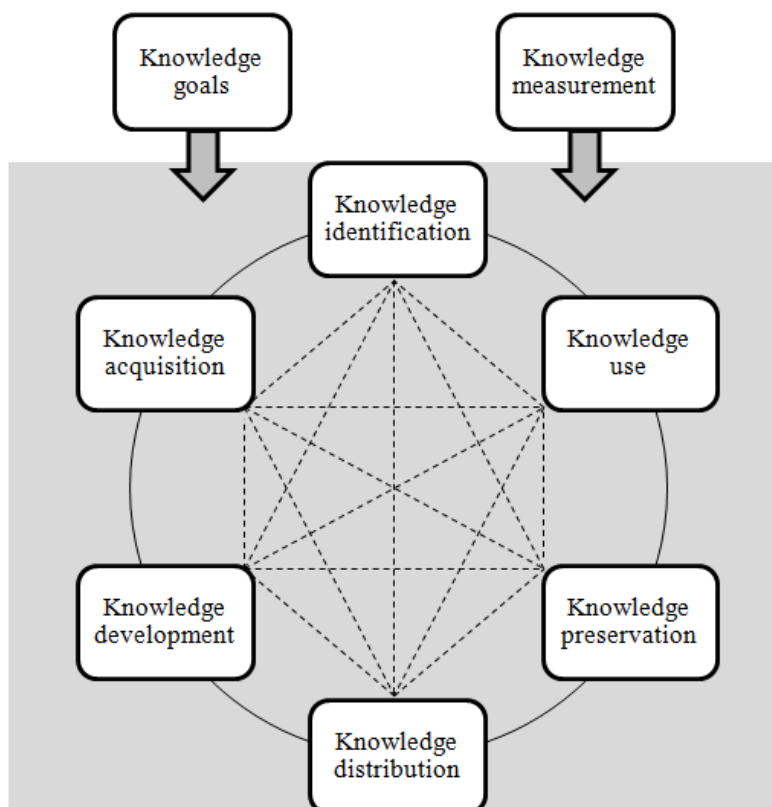 Knowledge
goals
Knowledge
measurement
Knowledge
identification
Knowledge
acquisition
Knowledge
use
Knowledge
development
Knowledge
preservation
Knowledge
distribution